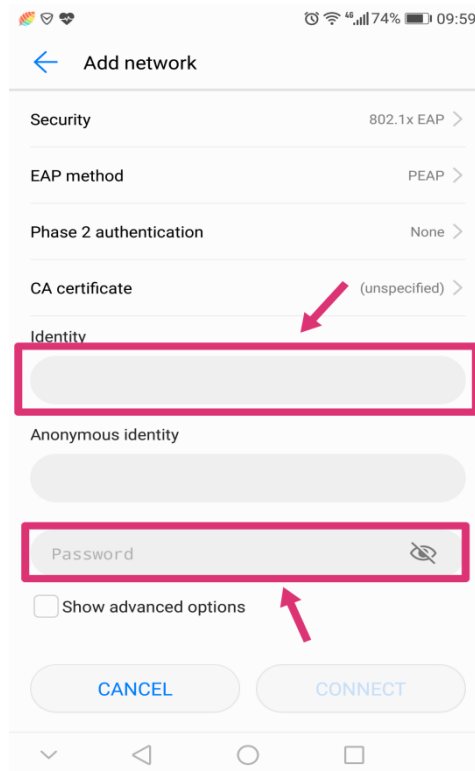 46 74% 09:59
Add network
Security 802.1x EAP
EAP method PEAP
Phase 2 authentication None
CA certificate (unspecified)
Identity
Anonymous identity
Password
Show advanced options
CANCEL CONNECT